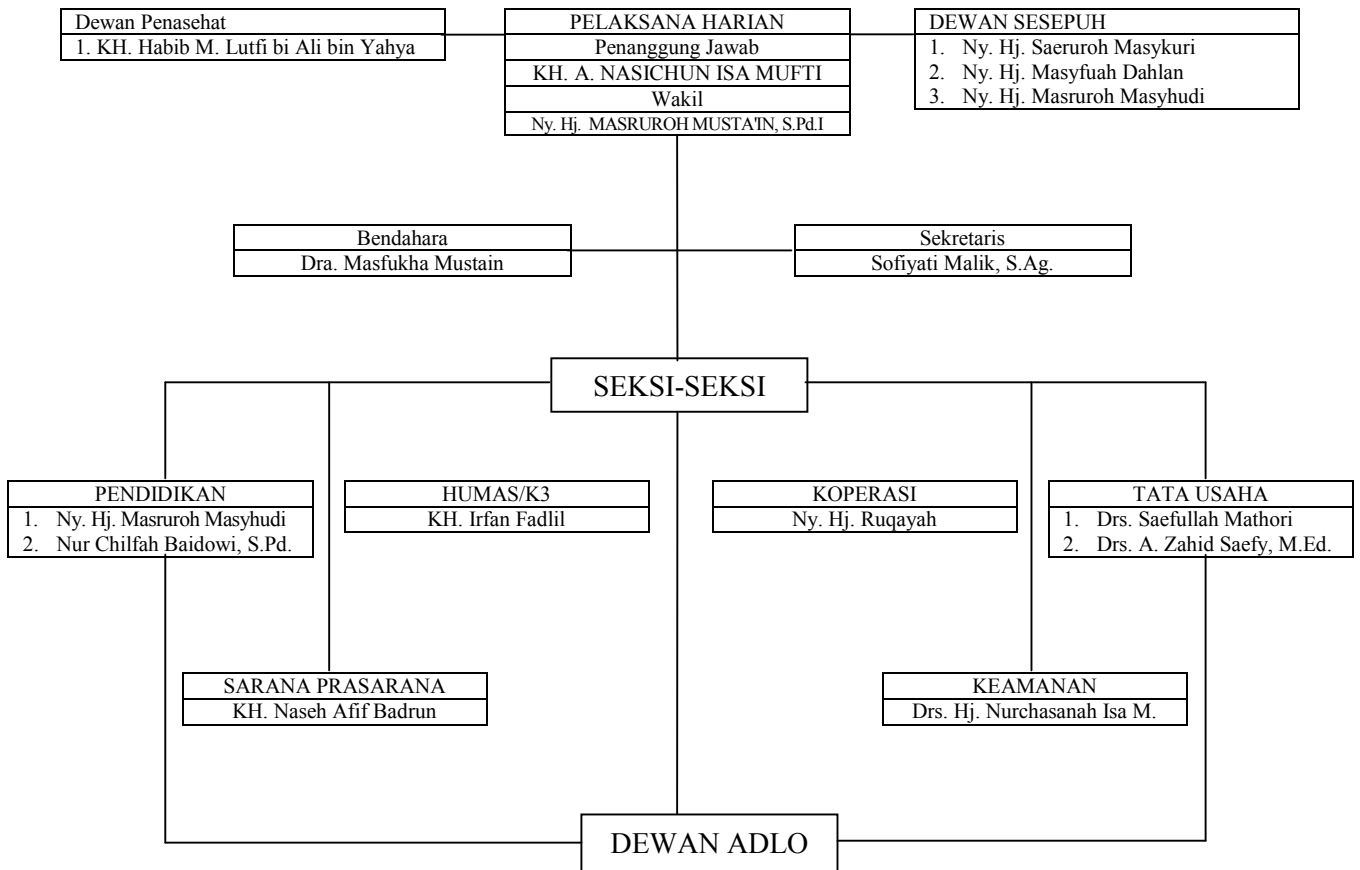 Dewan Penasehat
1. KH. Habib M. Lutfi bi Ali bin Yahya
PELAKSANA HARIAN
Penanggung Jawab
KH. A. NASICHUN ISA MUFTI
Wakil
Ny. Hj. MASRUROH MUSTA'IN, S.Pd.I
DEWAN SESEPUH
1. Ny. Hj. Saeruroh Masykuri
2. Ny. Hj. Masyfuah Dahlan
3. Ny. Hj. Masruroh Masyhudi
Bendahara
Dra. Masfukha Mustain
Sekretaris
Sofiyati Malik, S.Ag.
SEKSI-SEKSI
PENDIDIKAN
1. Ny. Hj. Masruroh Masyhudi
2. Nur Chilfah Baidowi, S.Pd.
HUMAS/K3
KH. Irfan Fadlil
KOPERASI
Ny. Hj. Ruqayah
TATA USAHA
1. Drs. Saefullah Mathori
2. Drs. A. Zahid Saefy, M.Ed.
SARANA PRASARANA
KH. Naseh Afif Badrun
KEAMANAN
Drs. Hj. Nurchasanah Isa M.
DEWAN ADLO